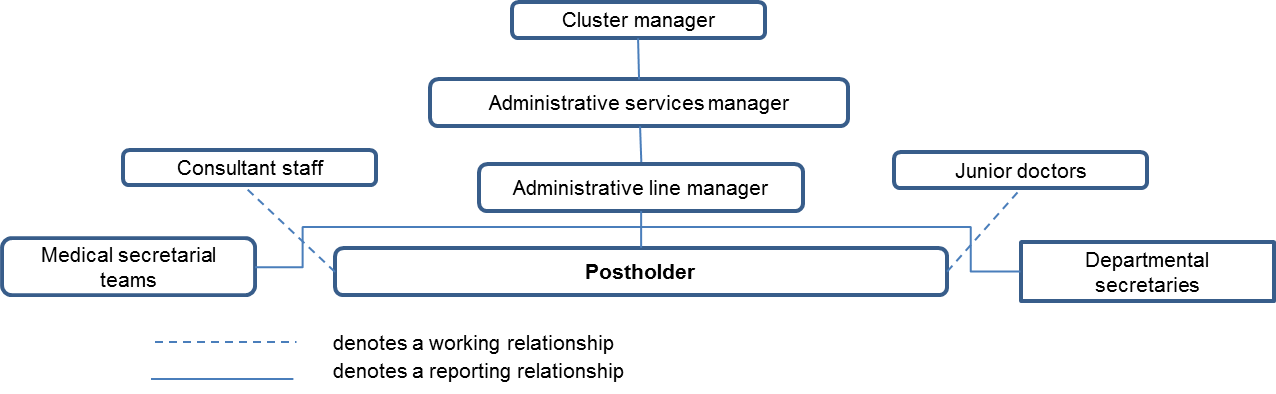 Cluster manager
Administrative services manager
Consultant staff
Administrative line manager
Junior doctors
Medical secretarial
teams
Postholder
Departmental
secretaries
denotes a working relationship
denotes a reporting relationship